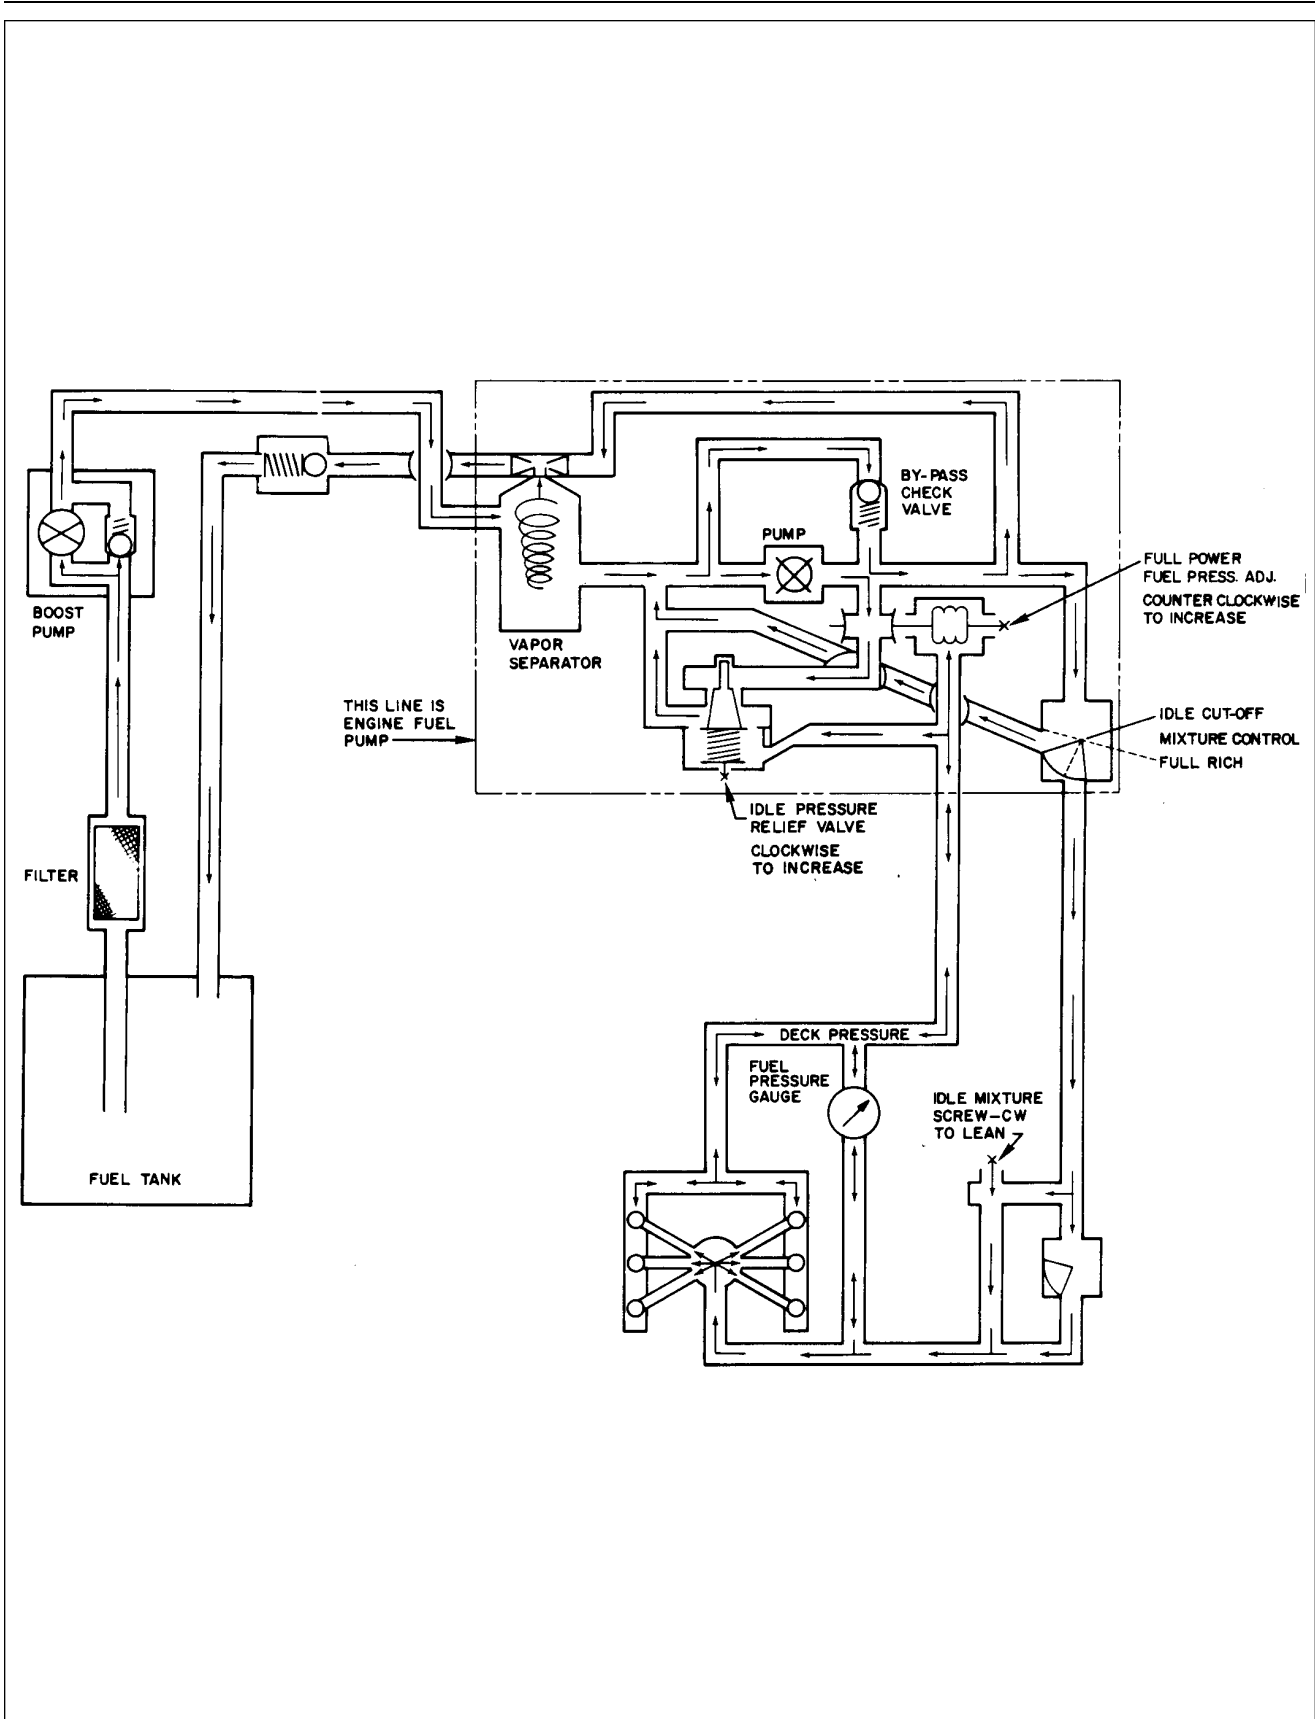 BY-PASS
CHECK
VALVE
PUMP
FULL POWER
FUEL PRESS. ADJ.
COUNTER CLOCKWISE
TO INCREASE
BOOST
PUMP
VAPOR
SEPARATOR
THIS LINE IS
ENGINE FUEL
PUMP
IDLE CUT-OFF
MIXTURE CONTROL
FULL RICH
IDLE PRESSURE
RELIEF VALVE
CLOCKWISE
TO INCREASE
FILTER
DECK PRESSURE
FUEL
PRESSURE
GAUGE
IDLE MIXTURE
SCREW-CW
TO LEAN
FUEL TANK